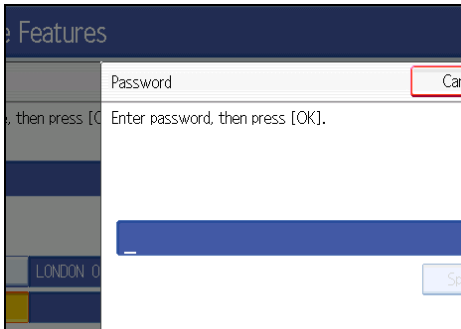 e Features
Password
Enter password, then press [OK].
, then press [
LONDON O